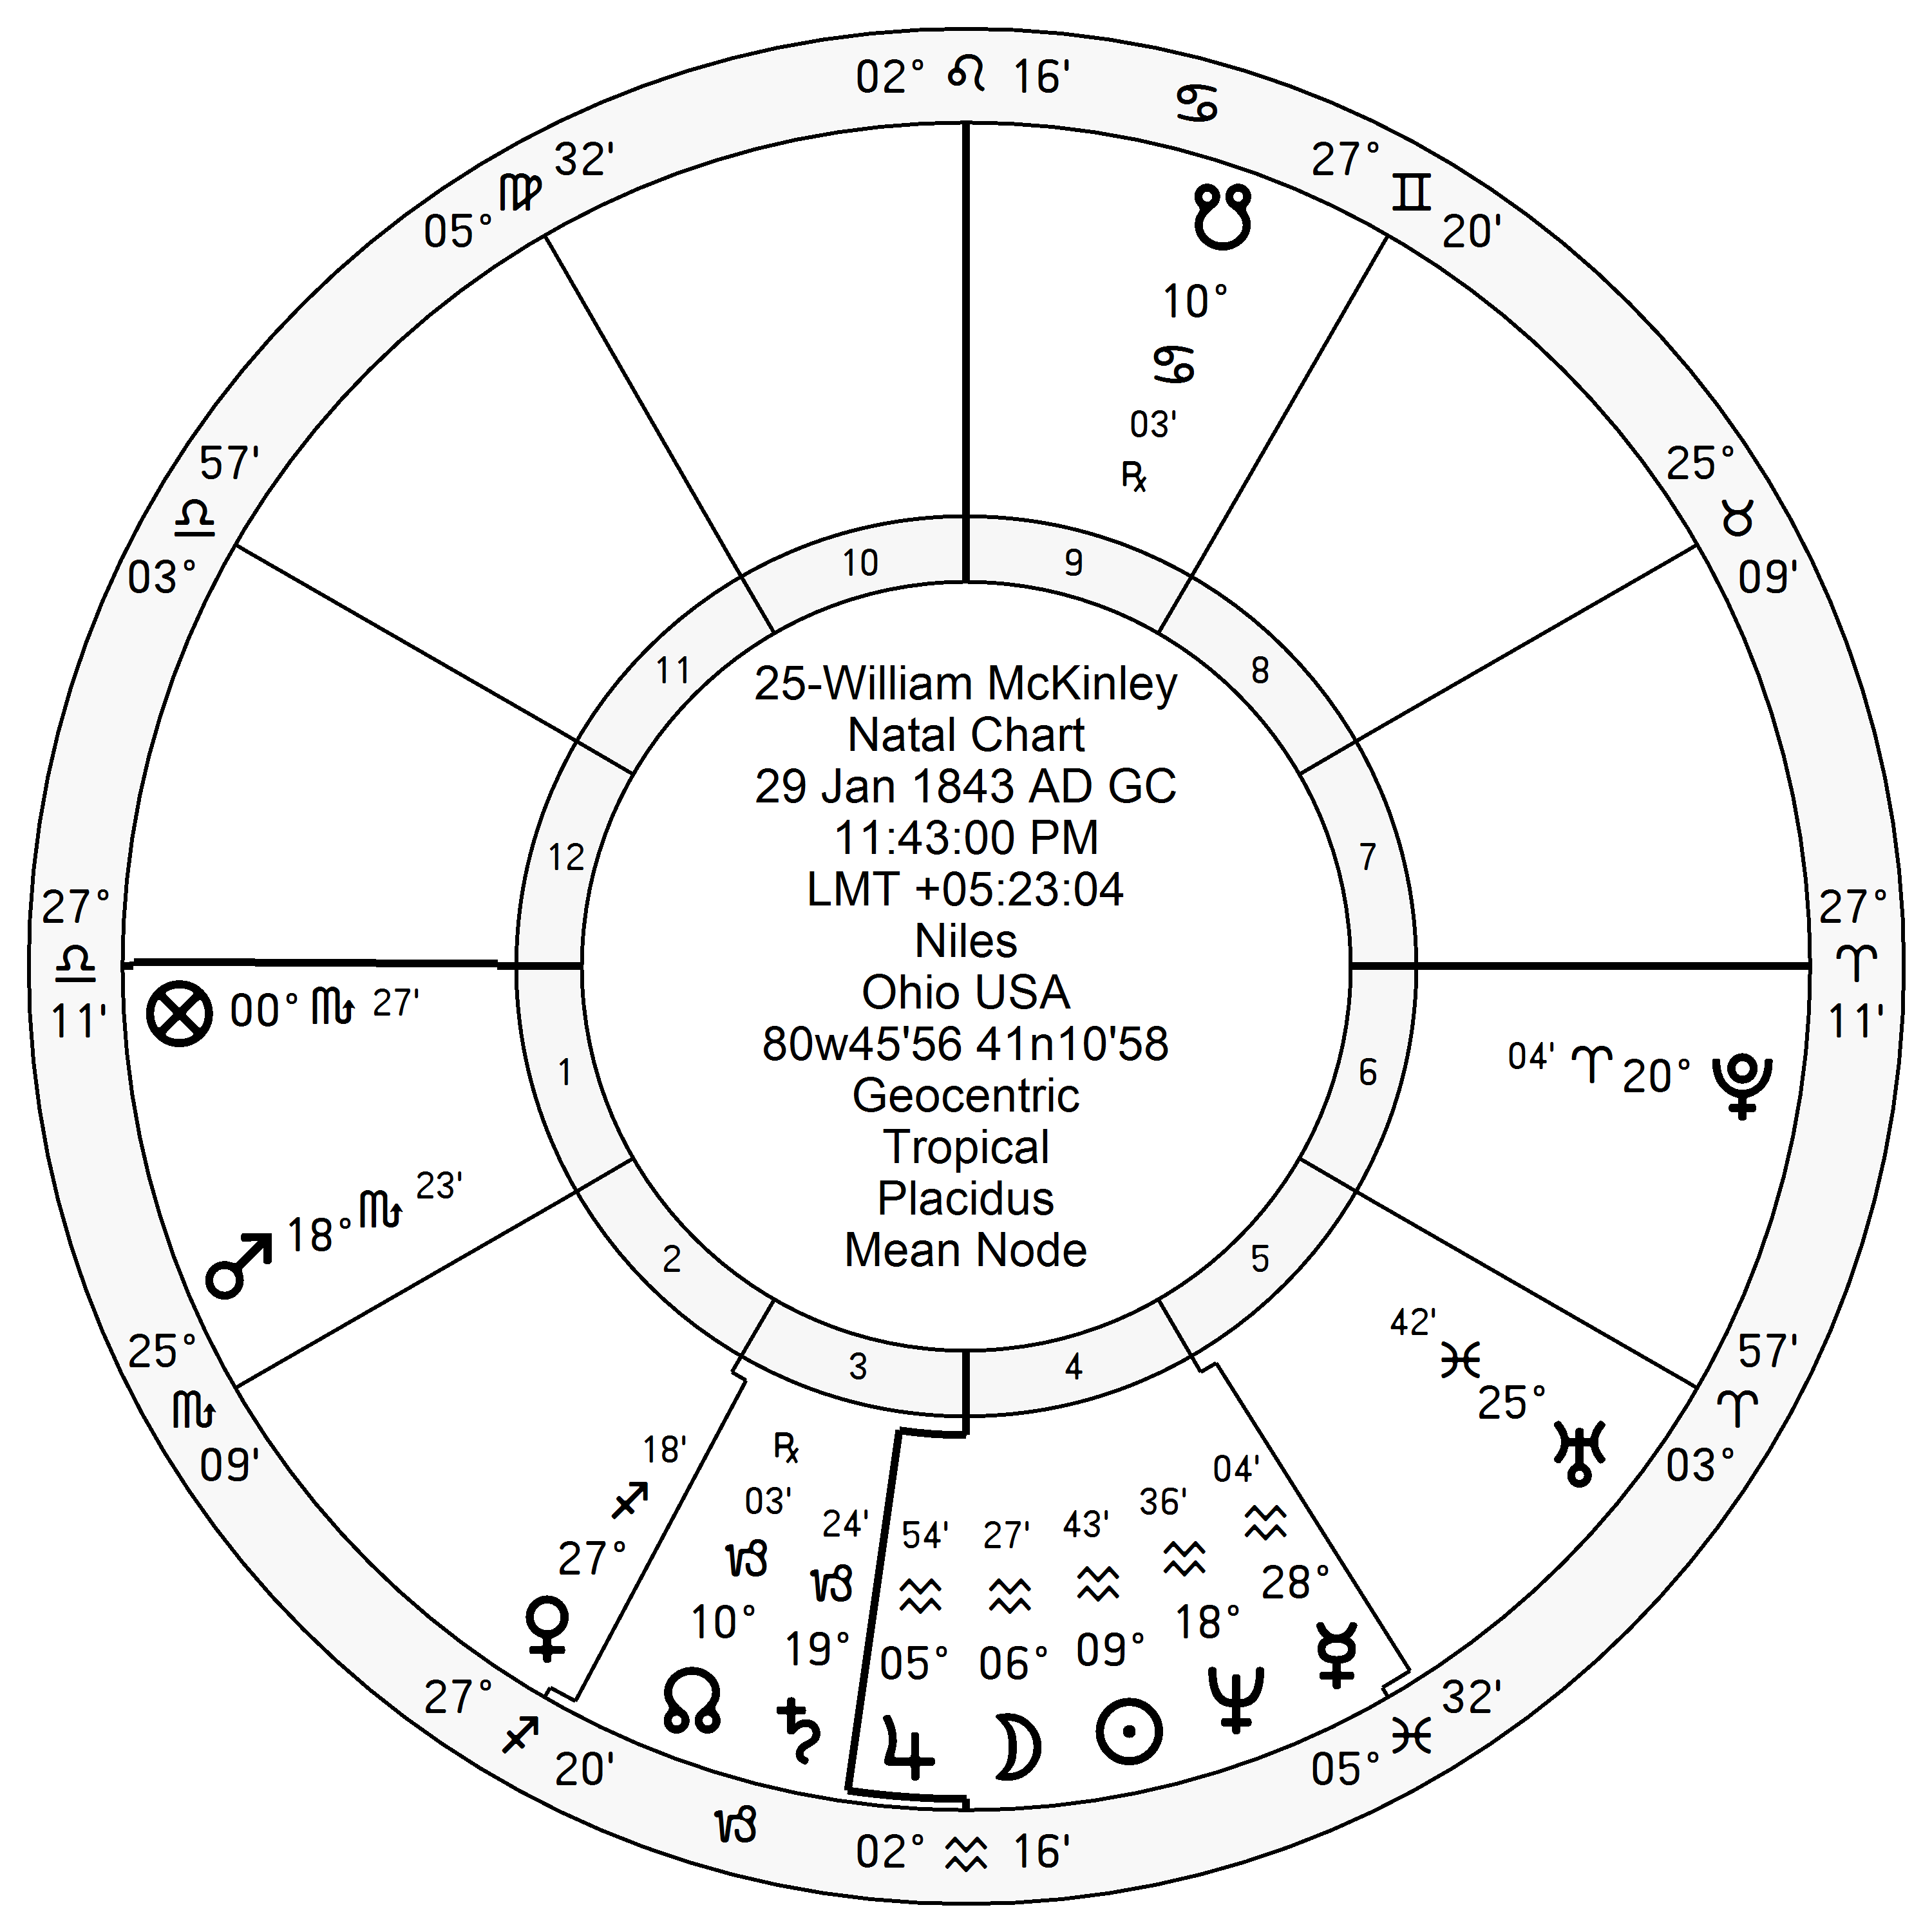 02° ♌ 16'
♋
27° ♊ 20'
25° ♉ 09'
27° ♈ 11'
03° ♈ 57'
05° ♓ 32'
02° ♒ 16'
♑
27° ♐ 20'
25° ♏ 09'
27° ♎ 11'
03° ♎ 57'
05° ♍ 32'
☋ 10° ♋ 03' ℞
⊗ 00° ♏ 27'
♂ 18° ♏ 23'
♀ 27° ♐ 18'
☊ 10° ♑ 03' ℞
♄ 19° ♑ 24'
♃ 05° ♒ 54'
☽ 06° ♒ 27'
☉ 09° ♒ 43'
♆ 18° ♒ 36'
☿ 28° ♒ 04'
♅ 25° ♓ 42'
04' ♈ 20° ♇
10
9
11
8
12
7
1
6
2
5
3
4
25-William McKinley
Natal Chart
29 Jan 1843 AD GC
11:43:00 PM
LMT +05:23:04
Niles
Ohio USA
80w45'56 41n10'58
Geocentric
Tropical
Placidus
Mean Node